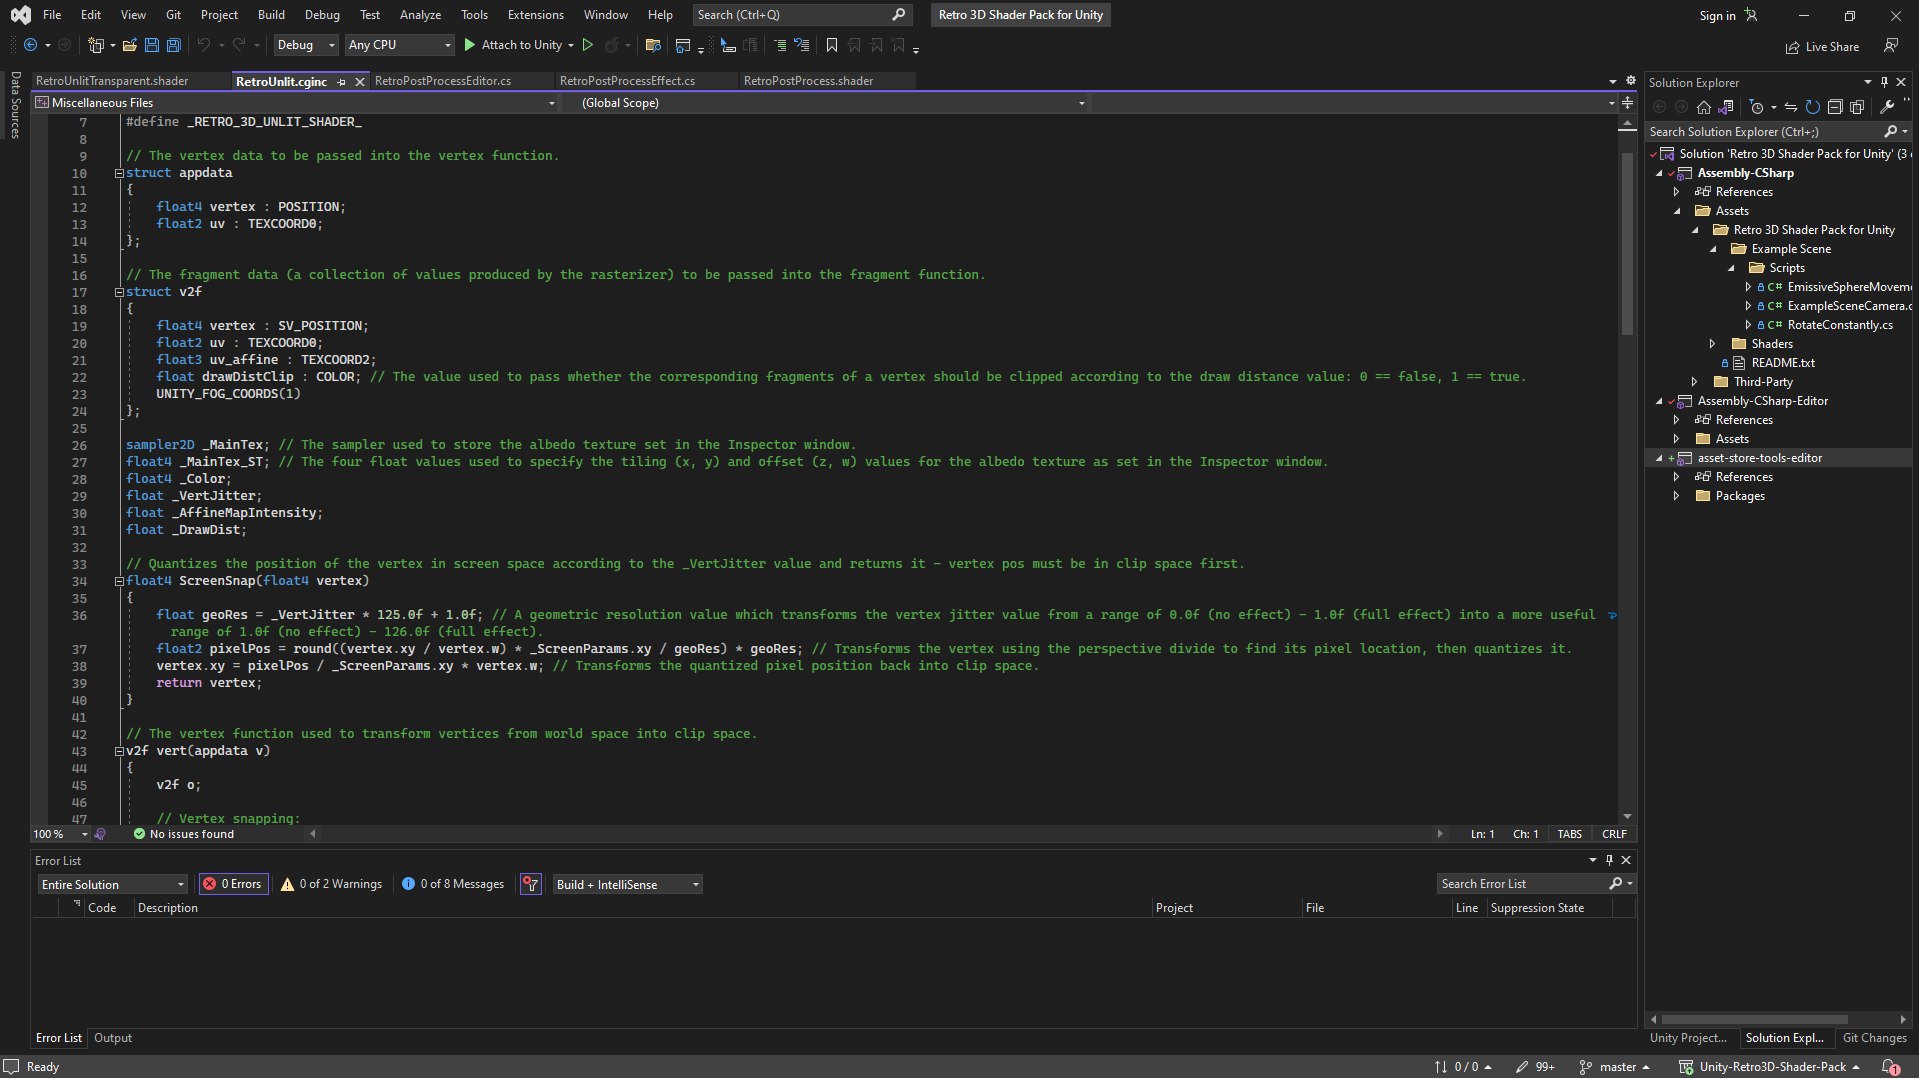 File Edit View Git Project Build Debug Test Analyze Tools Extensions Window Help Search (Ctrl+Q) Retro 3D Shader Pack for Unity Sign in
Debug Any CPU Attach to Unity Live Share
Data Sources
RetroUnlitTransparent.shader RetroUnlit.cginc RetroPostProcessEditor.cs RetroPostProcessEffect.cs RetroPostProcess.shader
Miscellaneous Files (Global Scope)
7 #define _RETRO_3D_UNLIT_SHADER_
8
9 // The vertex data to be passed into the vertex function.
10 struct appdata
11 {
12 float4 vertex : POSITION;
13 float2 uv : TEXCOORD0;
14 };
15
16 // The fragment data (a collection of values produced by the rasterizer) to be passed into the fragment function.
17 struct v2f
18 {
19 float4 vertex : SV_POSITION;
20 float2 uv : TEXCOORD0;
21 float3 uv_affine : TEXCOORD2;
22 float drawDistClip : COLOR; // The value used to pass whether the corresponding fragments of a vertex should be clipped according to the draw distance value: 0 == false, 1 == true.
23 UNITY_FOG_COORDS(1)
24 };
25
26 sampler2D _MainTex; // The sampler used to store the albedo texture set in the Inspector window.
27 float4 _MainTex_ST; // The four float values used to specify the tiling (x, y) and offset (z, w) values for the albedo texture as set in the Inspector window.
28 float4 _Color;
29 float _VertJitter;
30 float _AffineMapIntensity;
31 float _DrawDist;
32
33 // Quantizes the position of the vertex in screen space according to the _VertJitter value and returns it - vertex pos must be in clip space first.
34 float4 ScreenSnap(float4 vertex)
35 {
36 float geoRes = _VertJitter * 125.0f + 1.0f; // A geometric resolution value which transforms the vertex jitter value from a range of 0.0f (no effect) - 1.0f (full effect) into a more useful
range of 1.0f (no effect) - 126.0f (full effect).
37 float2 pixelPos = round((vertex.xy / vertex.w) * _ScreenParams.xy / geoRes) * geoRes; // Transforms the vertex using the perspective divide to find its pixel location, then quantizes it.
38 vertex.xy = pixelPos / _ScreenParams.xy * vertex.w; // Transforms the quantized pixel position back into clip space.
39 return vertex;
40 }
41
42 // The vertex function used to transform vertices from world space into clip space.
43 v2f vert(appdata v)
44 {
45 v2f o;
46
47 // Vertex snapping:
100 % No issues found Ln: 1 Ch: 1 TABS CRLF
Error List
Entire Solution 0 Errors 0 of 2 Warnings 0 of 8 Messages Build + IntelliSense Search Error List
Code Description Project File Line Suppression State
Error List Output
Solution Explorer
Search Solution Explorer (Ctrl+;)
Solution 'Retro 3D Shader Pack for Unity' (3
Assembly-CSharp
References
Assets
Retro 3D Shader Pack for Unity
Example Scene
Scripts
C# EmissiveSphereMovem
C# ExampleSceneCamera.c
C# RotateConstantly.cs
Shaders
README.txt
Third-Party
Assembly-CSharp-Editor
References
Assets
asset-store-tools-editor
References
Packages
Unity Project... Solution Expl... Git Changes
Ready 0 / 0 99+ master Unity-Retro3D-Shader-Pack 1